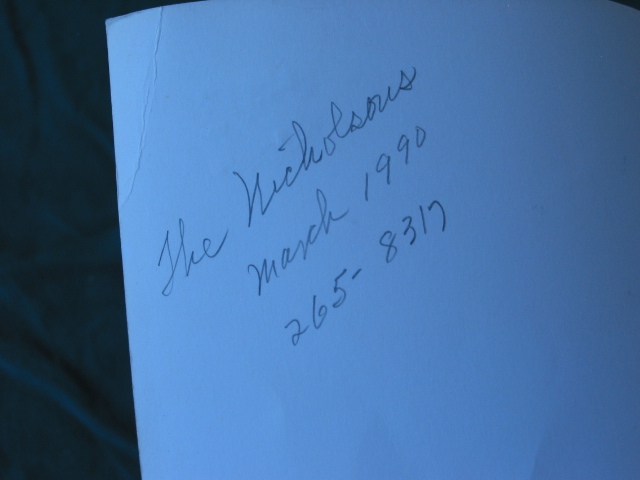 The Nicholsons
March 1990
265-8317